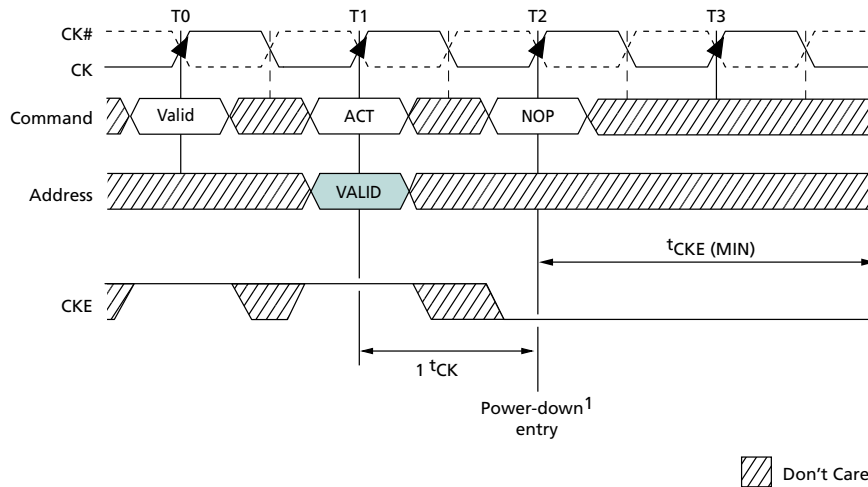 T0 T1 T2 T3
CK#
CK
Command Valid ACT NOP
Address VALID
tCKE (MIN)
CKE
1 tCK
Power-down1
entry
Don't Care